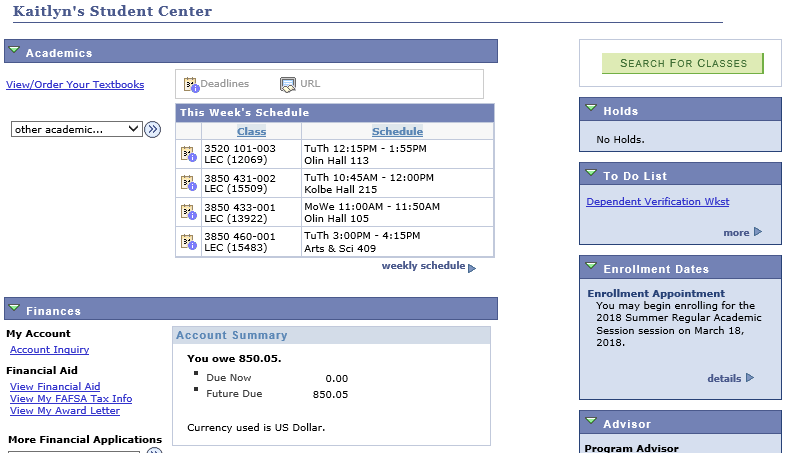 Kaitlyn's Student Center
Academics
View/Order Your Textbooks
other academic...
Deadlines URL
This Week's Schedule
Class Schedule
3520 101-003 TuTh 12:15PM - 1:55PM
LEC (12069) Olin Hall 113
3850 431-002 TuTh 10:45AM - 12:00PM
LEC (15509) Kolbe Hall 215
3850 433-001 MoWe 11:00AM - 11:50AM
LEC (13922) Olin Hall 105
3850 460-001 TuTh 3:00PM - 4:15PM
LEC (15483) Arts & Sci 409
weekly schedule
Finances
My Account
Account Inquiry
Financial Aid
View Financial Aid
View My FAFSA Tax Info
View My Award Letter
More Financial Applications
Account Summary
You owe 850.05.
Due Now 0.00
Future Due 850.05
Currency used is US Dollar.
SEARCH FOR CLASSES
Holds
No Holds.
To Do List
Dependent Verification Wkst
more
Enrollment Dates
Enrollment Appointment
You may begin enrolling for the
2018 Summer Regular Academic
Session session on March 18,
2018.
details
Advisor
Program Advisor